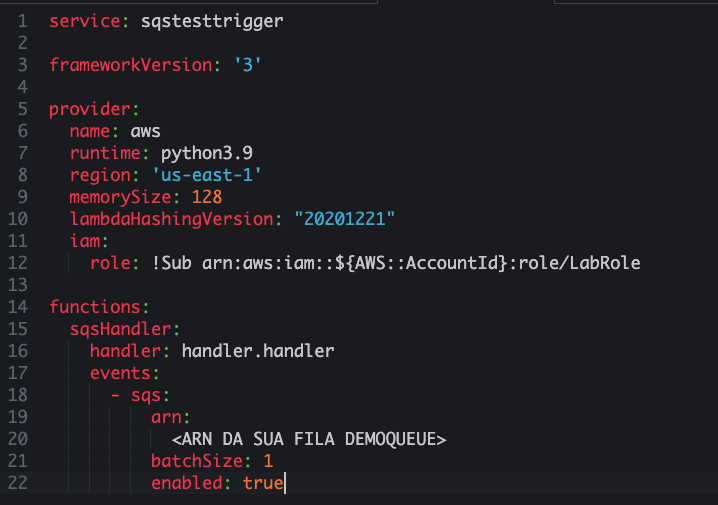 1 service: sqstesttrigger
2
3 frameworkVersion: '3'
4
5 provider:
6   name: aws
7   runtime: python3.9
8   region: 'us-east-1'
9   memorySize: 128
10   lambdaHashingVersion: "20201221"
11   iam:
12     role: !Sub arn:aws:iam::${AWS::AccountId}:role/LabRole
13
14 functions:
15   sqsHandler:
16     handler: handler.handler
17     events:
18       - sqs:
19           arn:
20             <ARN DA SUA FILA DEMOQUEUE>
21           batchSize: 1
22           enabled: true